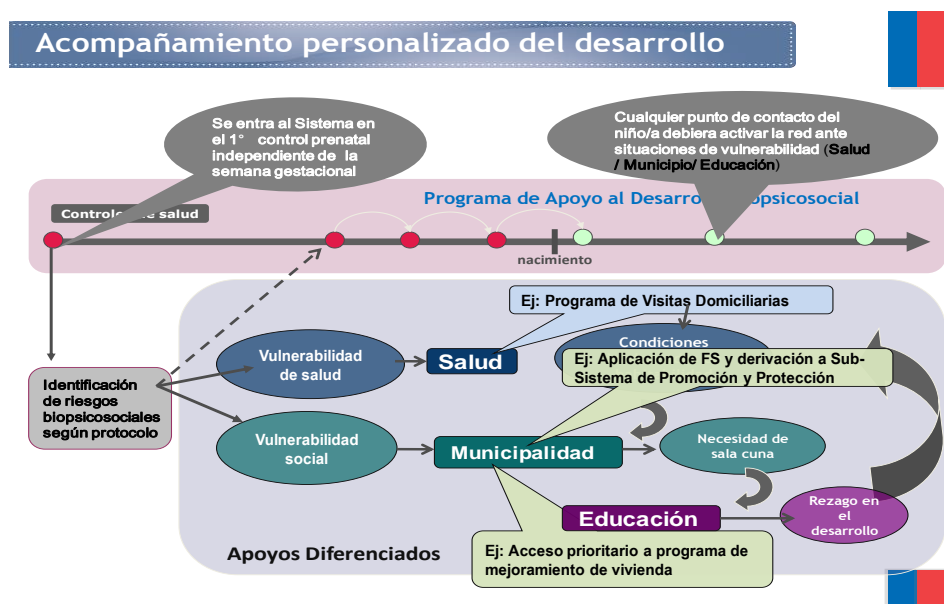 Acompañamiento personalizado del desarrollo
Se entra al Sistema en
el 1° control prenatal
independiente de la
semana gestacional
Cualquier punto de contacto del
niño/a debiera activar la red ante
situaciones de vulnerabilidad (Salud
/ Municipio/ Educación)
Programa de Apoyo al Desarrollo Biopsicosocial
Controles de salud
nacimiento
Ej: Programa de Visitas Domiciliarias
Vulnerabilidad
de salud
Salud
Condiciones
Ej: Aplicación de FS y derivación a Sub-
Sistema de Promoción y Protección
Identificación
de riesgos
biopsicosociales
según protocolo
Vulnerabilidad
social
Municipalidad
Necesidad de
sala cuna
Educación
Rezago en
el
desarrollo
Apoyos Diferenciados
Ej: Acceso prioritario a programa de
mejoramiento de vivienda